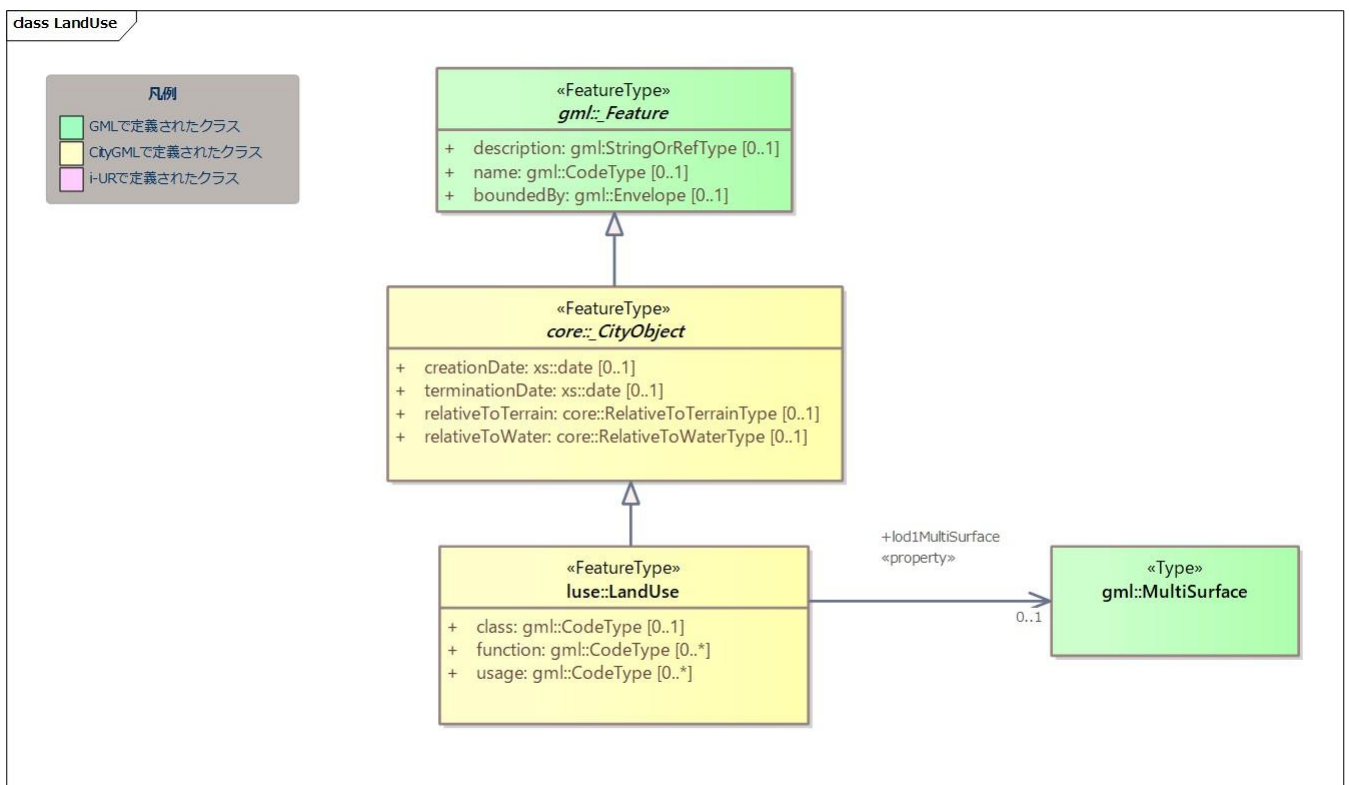 class LandUse
凡例
GMLで定義されたクラス
CityGMLで定義されたクラス
i-URで定義されたクラス
«FeatureType»
gml::_Feature
+ description: gml:StringOrRefType [0..1]
+ name: gml::CodeType [0..1]
+ boundedBy: gml::Envelope [0..1]
«FeatureType»
core::_CityObject
+ creationDate: xs::date [0..1]
+ terminationDate: xs::date [0..1]
+ relativeToTerrain: core::RelativeToTerrainType [0..1]
+ relativeToWater: core::RelativeToWaterType [0..1]
«FeatureType»
luse::LandUse
+ class: gml::CodeType [0..1]
+ function: gml::CodeType [0..*]
+ usage: gml::CodeType [0..*]
+lod1MultiSurface
«property»
0..1
«Type»
gml::MultiSurface